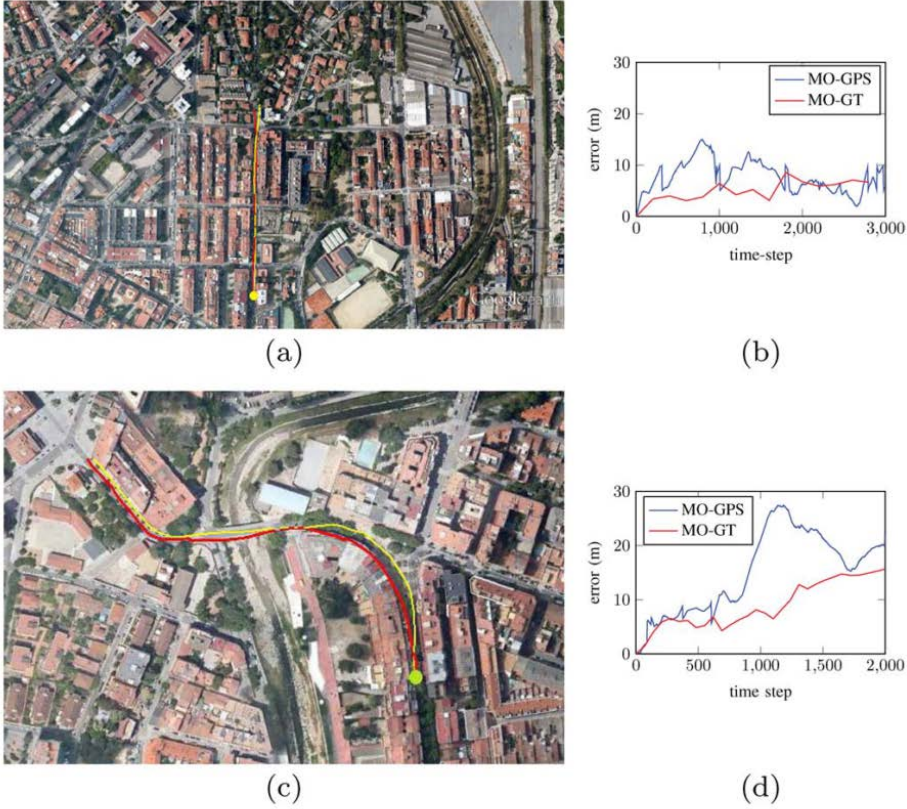 Google earth
(a)
30
20
10
0
error (m)
0
1,000
2,000
3,000
time-step
MO-GPS
MO-GT
(b)
(c)
30
20
10
0
error (m)
0
500
1,000
1,500
2,000
time step
MO-GPS
MO-GT
(d)